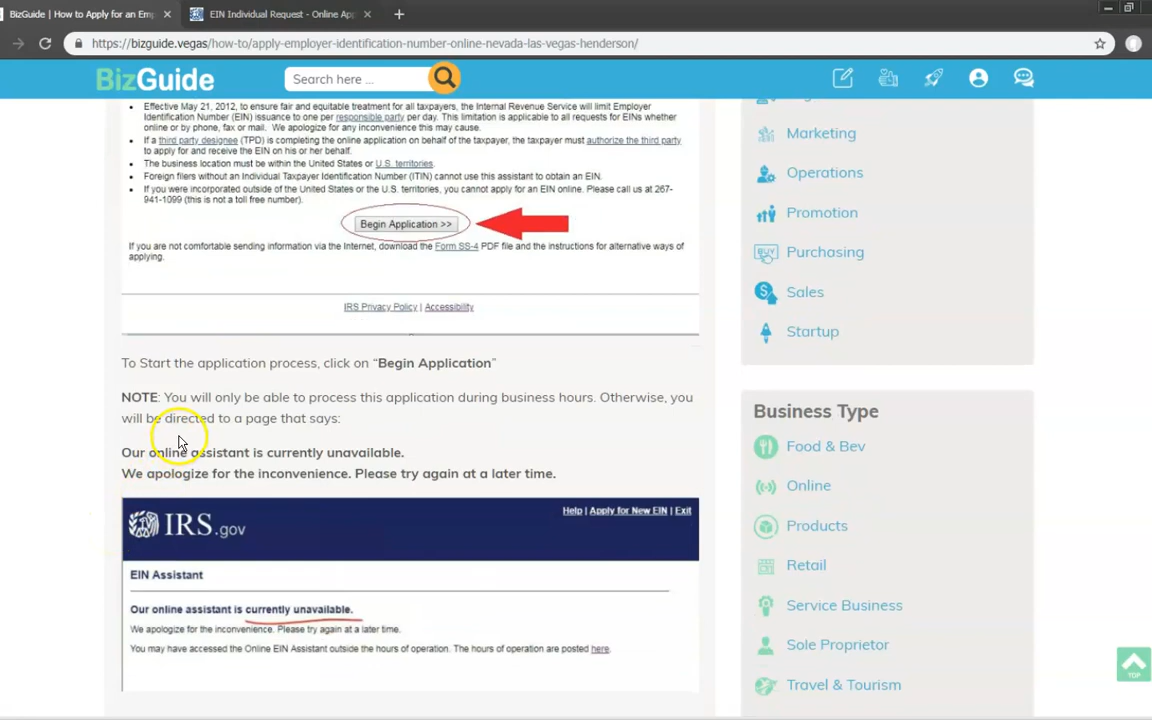 BizGuide | How to Apply for an Emp
EIN Individual Request - Online App
https://bizguide.vegas/how-to/apply-employer-identification-number-online-nevada-las-vegas-henderson/
BizGuide
Search here ...
Effective May 21, 2012, to ensure fair and equitable treatment for all taxpayers, the Internal Revenue Service will limit Employer
Identification Number (EIN) issuance to one per responsible party per day. This limitation is applicable to all requests for EINs whether
online or by phone, fax or mail. We apologize for any inconvenience this may cause.
If a third party designee (TPD) is completing the online application on behalf of the taxpayer, the taxpayer must authorize the third party
to apply for and receive the EIN on his or her behalf.
The business location must be within the United States or U.S. territories.
Foreign filers without an Individual Taxpayer Identification Number (ITIN) cannot use this assistant to obtain an EIN.
If you were incorporated outside of the United States or the U.S. territories, you cannot apply for an EIN online. Please call us at 267-
941-1099 (this is not a toll free number).
Begin Application >>
If you are not comfortable sending information via the Internet, download the Form SS-4 PDF file and the instructions for alternative ways of
applying.
IRS Privacy Policy | Accessibility
To Start the application process, click on “Begin Application”
NOTE: You will only be able to process this application during business hours. Otherwise, you
will be directed to a page that says:
Our online assistant is currently unavailable.
We apologize for the inconvenience. Please try again at a later time.
IRS.gov
Help | Apply for New EIN | Exit
EIN Assistant
Our online assistant is currently unavailable.
We apologize for the inconvenience. Please try again at a later time.
You may have accessed the Online EIN Assistant outside the hours of operation. The hours of operation are posted here.
Marketing
Operations
Promotion
BUY
Purchasing
Sales
Startup
Business Type
Food & Bev
Online
Products
Retail
Service Business
Sole Proprietor
Travel & Tourism
TOP